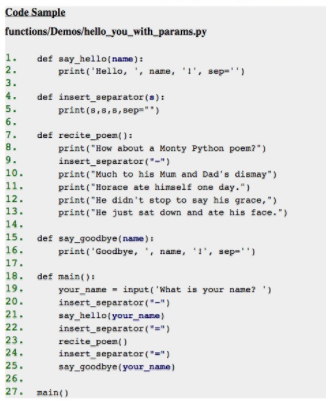 Code Sample
functions/Demos/hello_you_with_params.py
1. def say_hello(name):
2. print('Hello, ', name, '!', sep='')
3.
4. def insert_separator(s):
5. print(s,s,s,sep="")
6.
7. def recite_poem():
8. print("How about a Monty Python poem?")
9. insert_separator("-")
10. print("Much to his Mum and Dad's dismay")
11. print("Horace ate himself one day.")
12. print("He didn't stop to say his grace,")
13. print("He just sat down and ate his face.")
14.
15. def say_goodbye(name):
16. print('Goodbye, ', name, '!', sep='')
17.
18. def main():
19. your_name = input('What is your name? ')
20. insert_separator("-")
21. say_hello(your_name)
22. insert_separator("=")
23. recite_poem()
24. insert_separator("=")
25. say_goodbye(your_name)
26.
27. main()